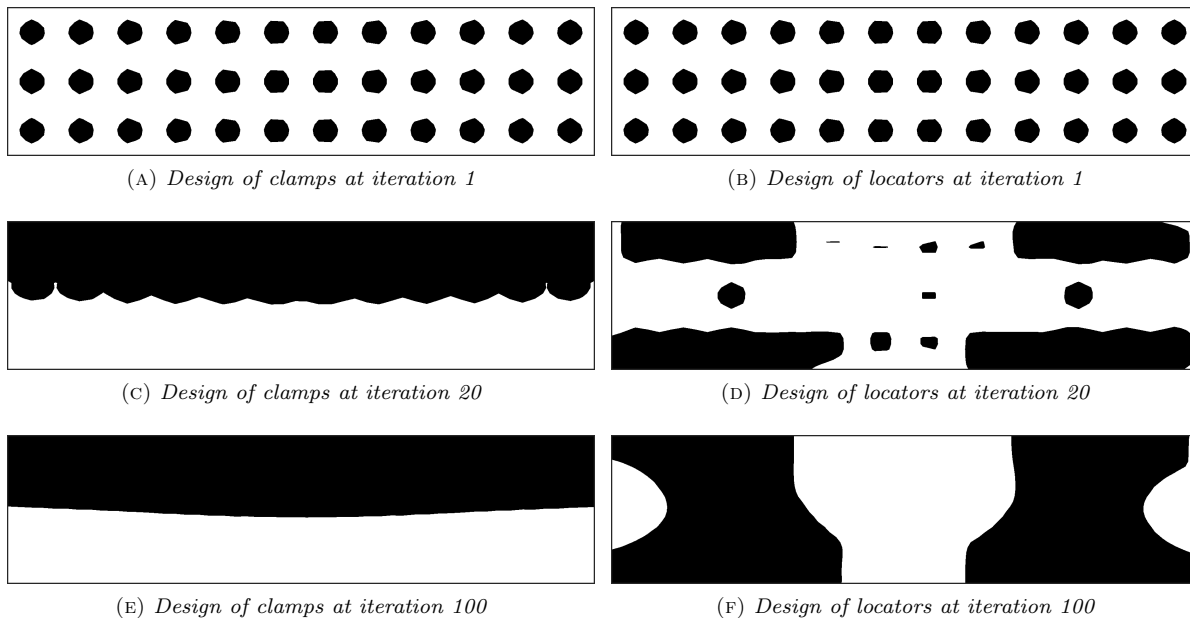 (A) Design of clamps at iteration 1
(B) Design of locators at iteration 1
(C) Design of clamps at iteration 20
(D) Design of locators at iteration 20
(E) Design of clamps at iteration 100
(F) Design of locators at iteration 100